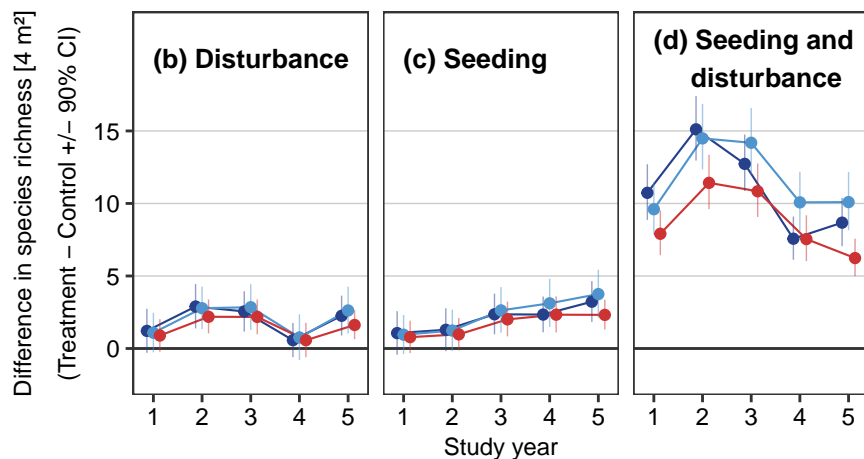 Difference in species richness [4 m²]
(Treatment – Control +/– 90% CI)
(b) Disturbance
(c) Seeding
(d) Seeding and
disturbance
15
10
5
0
1 2 3 4 5
1 2 3 4 5
1 2 3 4 5
Study year